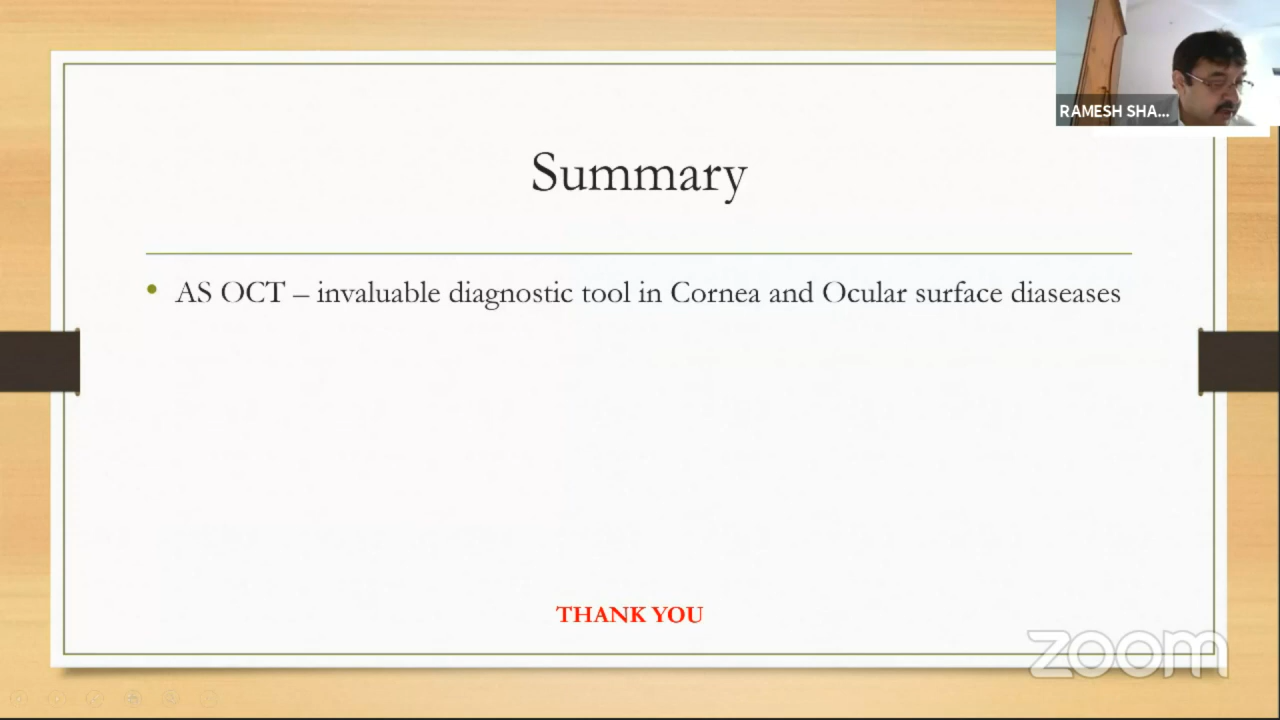 RAMESH SHA...
Summary
• AS OCT – invaluable diagnostic tool in Cornea and Ocular surface diaseases
THANK YOU
zoom